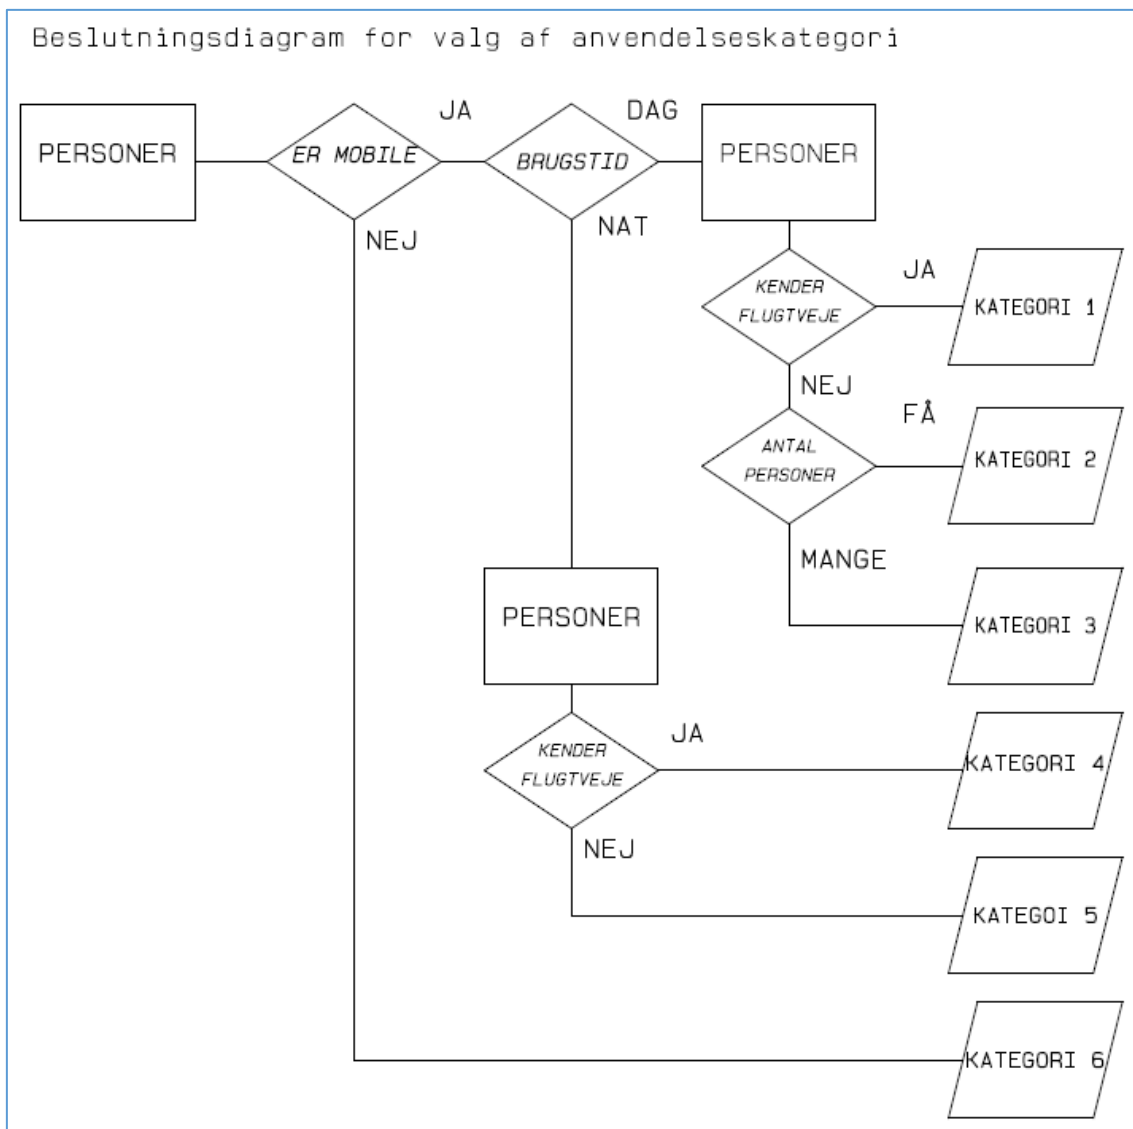 Beslutningsdiagram for valg af anvendelseskategori
JA
DAG
PERSONER
ER MOBILE
BRUGSTID
PERSONER
NEJ
NAT
KENDER
FLUGTVEJE
JA
KATEGORI 1
NEJ
FÅ
ANTAL
PERSONER
KATEGORI 2
MANGE
PERSONER
KATEGORI 3
KENDER
FLUGTVEJE
JA
KATEGORI 4
NEJ
KATEGOI 5
KATEGORI 6